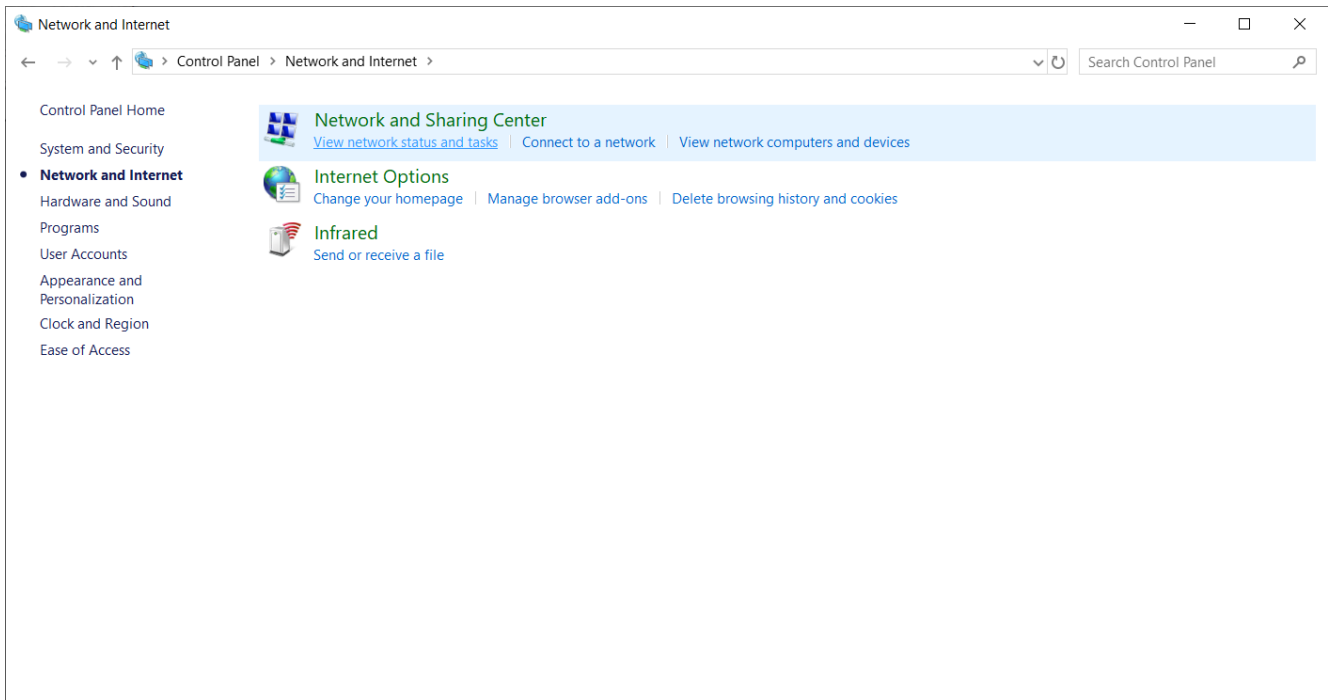 Network and Internet
Control Panel > Network and Internet >
Search Control Panel
Control Panel Home
System and Security
Network and Internet
Hardware and Sound
Programs
User Accounts
Appearance and
Personalization
Clock and Region
Ease of Access
Network and Sharing Center
View network status and tasks | Connect to a network | View network computers and devices
Internet Options
Change your homepage | Manage browser add-ons | Delete browsing history and cookies
Infrared
Send or receive a file